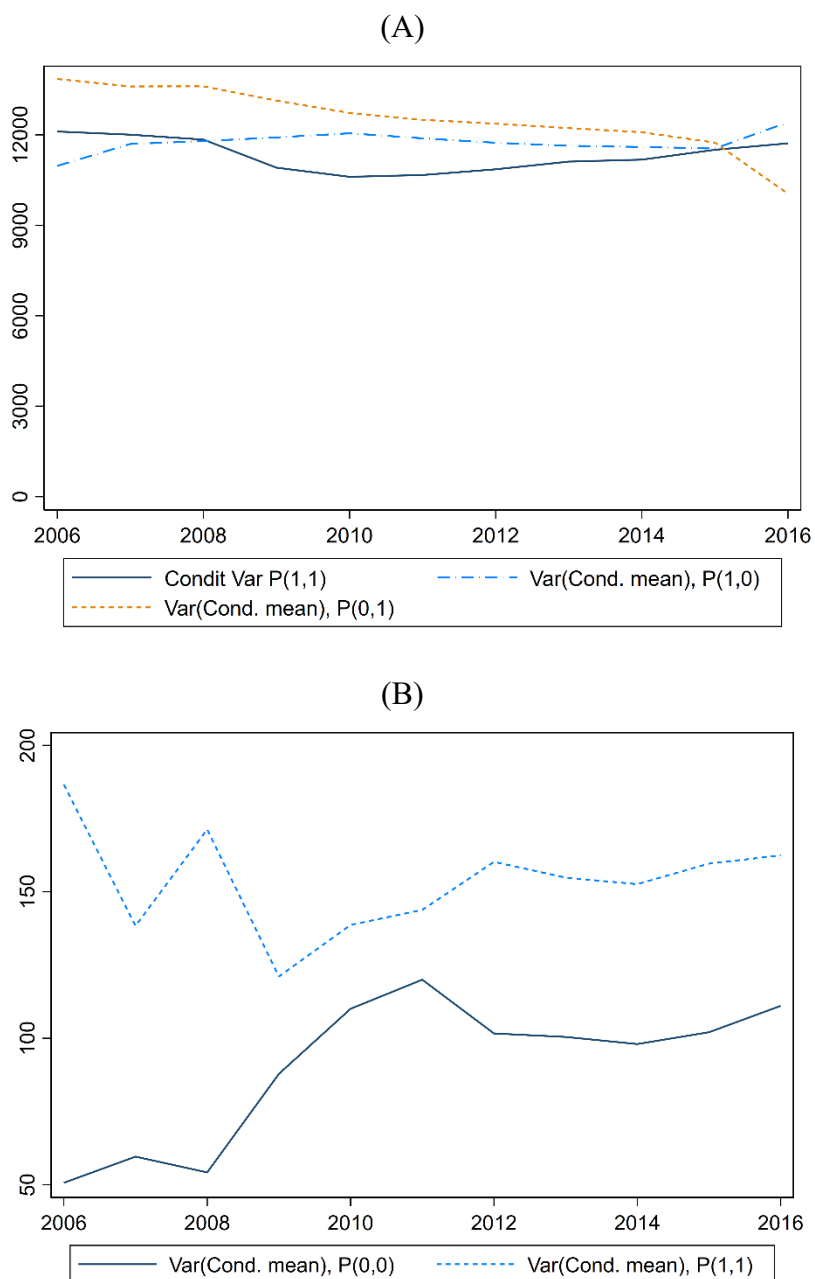 (A)
12000
9000
6000
3000
0
2006 2008 2010 2012 2014 2016
Condit Var P(1,1) Var(Cond. mean), P(1,0)
Var(Cond. mean), P(0,1)
(B)
200
150
100
50
2006 2008 2010 2012 2014 2016
Var(Cond. mean), P(0,0) Var(Cond. mean), P(1,1)